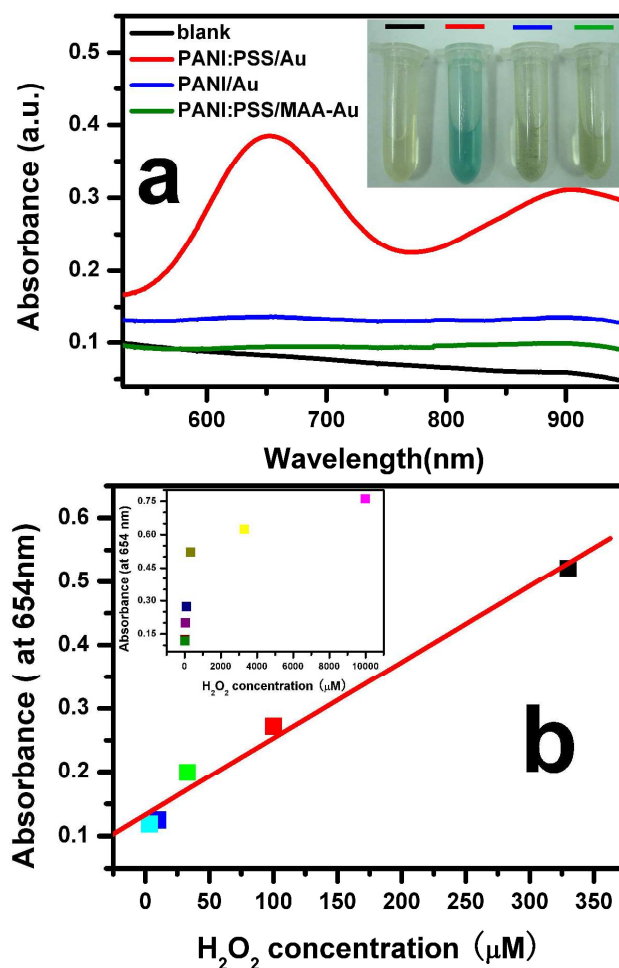 blank
PANI:PSS/Au
PANI/Au
PANI:PSS/MAA-Au
a
Absorbance (a.u.)
0.5
0.4
0.3
0.2
0.1
600 700 800 900
Wavelength(nm)
b
Absorbance ( at 654nm)
0.6
0.5
0.4
0.3
0.2
0.1
0 50 100 150 200 250 300 350
H₂O₂ concentration (μM)
Absorbance (at 654 nm)
0.75
0.60
0.45
0.30
0.15
0 2000 4000 6000 8000 10000
H₂O₂ concentration (μM)